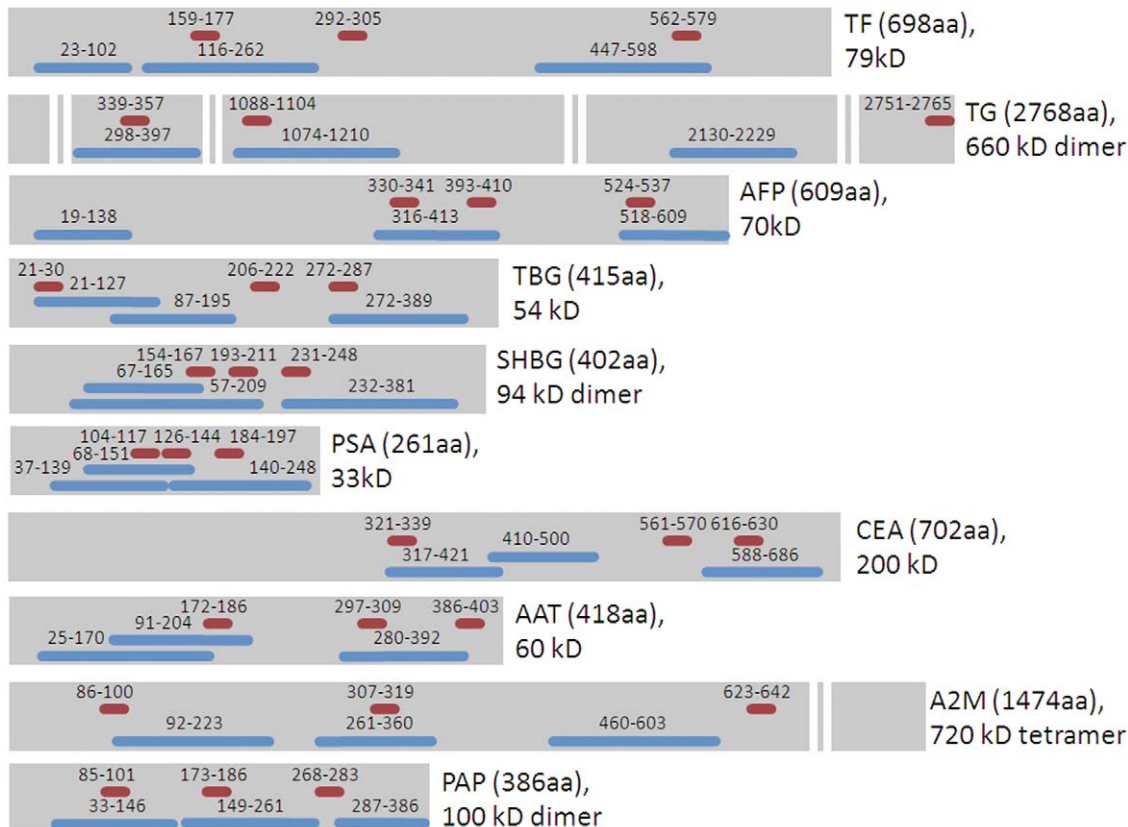 159-177 292-305 562-579
23-102 116-262 447-598
TF (698aa),
79kD
339-357 1088-1104 2751-2765
298-397 1074-1210 2130-2229
TG (2768aa),
660 kD dimer
330-341 393-410 524-537
19-138 316-413 518-609
AFP (609aa),
70kD
21-30 206-222 272-287
21-127
87-195 272-389
TBG (415aa),
54 kD
154-167 193-211 231-248
67-165
57-209 232-381
SHBG (402aa),
94 kD dimer
104-117 126-144 184-197
68-151
37-139 140-248
PSA (261aa),
33kD
321-339 561-570 616-630
410-500
317-421 588-686
CEA (702aa),
200 kD
172-186 297-309 386-403
91-204
25-170 280-392
AAT (418aa),
60 kD
86-100 307-319 623-642
92-223 261-360 460-603
A2M (1474aa),
720 kD tetramer
85-101 173-186 268-283
33-146 149-261 287-386
PAP (386aa),
100 kD dimer